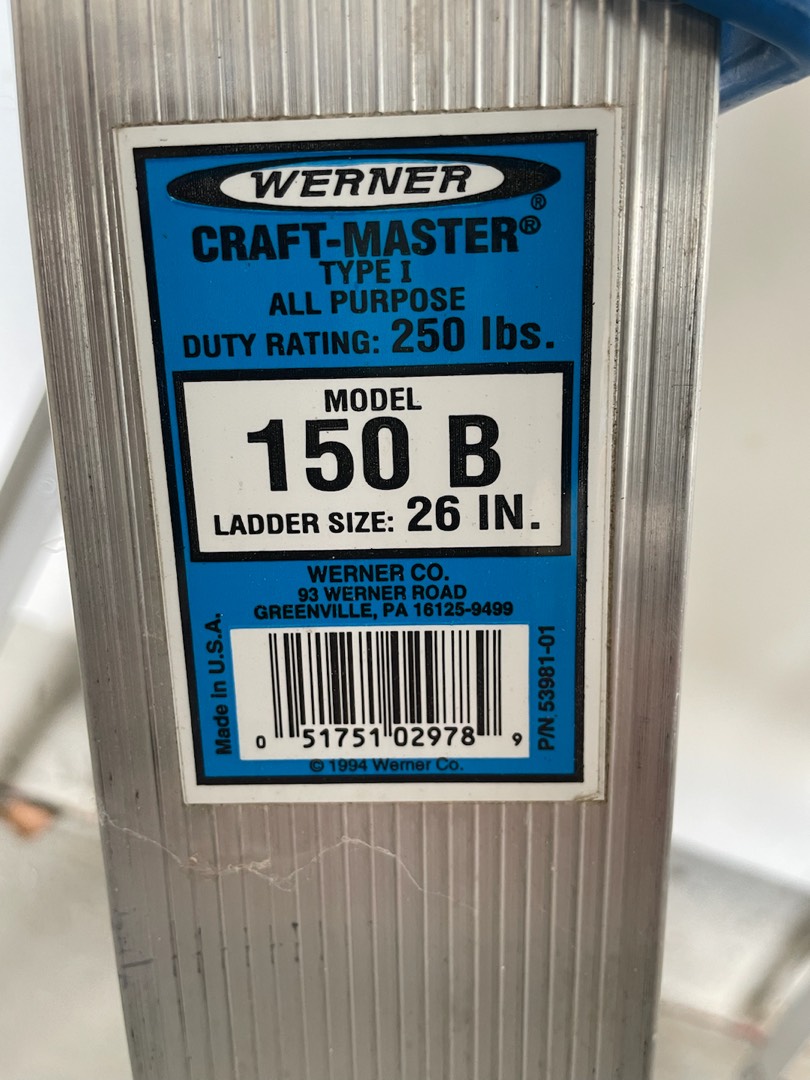 WERNER®
CRAFT-MASTER®
TYPE I
ALL PURPOSE
DUTY RATING: 250 lbs.
MODEL
150 B
LADDER SIZE: 26 IN.
WERNER CO.
93 WERNER ROAD
GREENVILLE, PA 16125-9499
Made in U.S.A.
0 51751 02978 9
P/N 53981-01
© 1994 Werner Co.